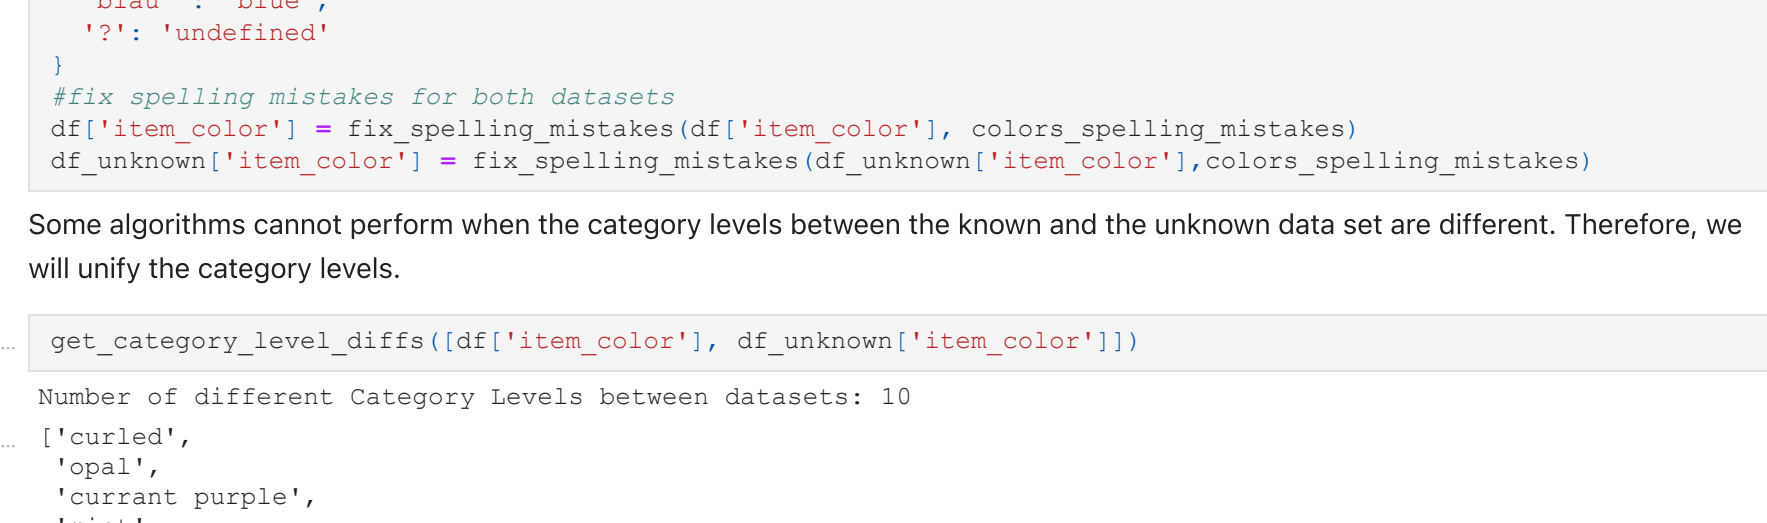 'blau' : 'blue',
'?': 'undefined'
}
#fix spelling mistakes for both datasets
df['item_color'] = fix_spelling_mistakes(df['item_color'], colors_spelling_mistakes)
df_unknown['item_color'] = fix_spelling_mistakes(df_unknown['item_color'],colors_spelling_mistakes)
Some algorithms cannot perform when the category levels between the known and the unknown data set are different. Therefore, we
will unify the category levels.
get_category_level_diffs([df['item_color'], df_unknown['item_color']])
Number of different Category Levels between datasets: 10
['curled',
'opal',
'currant purple',